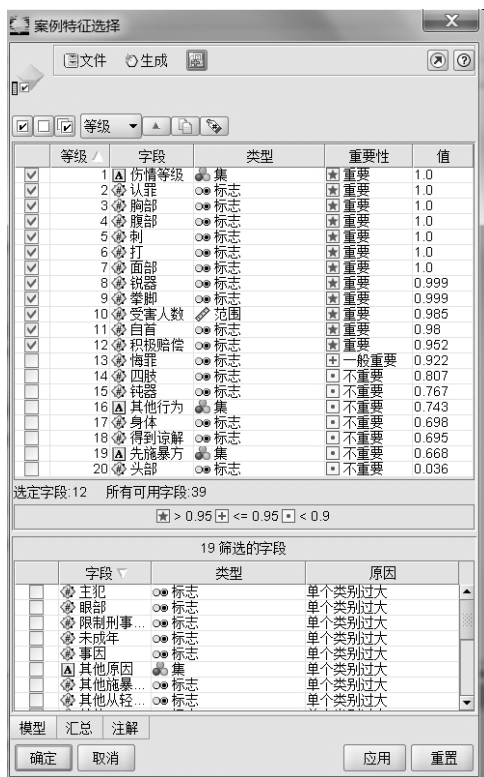 案例特征选择
文件 生成
等级
等级 字段 类型 重要性 值
1 伤情等级 集 重要 1.0
2 认罪 标志 重要 1.0
3 胸部 标志 重要 1.0
4 腹部 标志 重要 1.0
5 刺 标志 重要 1.0
6 打 标志 重要 1.0
7 面部 标志 重要 1.0
8 锐器 标志 重要 0.999
9 拳脚 标志 重要 0.999
10 受害人数 范围 重要 0.985
11 自首 标志 重要 0.98
12 积极赔偿 标志 重要 0.952
13 悔罪 标志 一般重要 0.922
14 四肢 标志 不重要 0.807
15 钝器 标志 不重要 0.767
16 其他行为 集 不重要 0.743
17 身体 标志 不重要 0.698
18 得到谅解 标志 不重要 0.695
19 先施暴方 集 不重要 0.668
20 头部 标志 不重要 0.036
选定字段:12 所有可用字段:39
> 0.95 <= 0.95 < 0.9
19 筛选的字段
字段 类型 原因
主犯 标志 单个类别过大
眼部 标志 单个类别过大
限制刑事... 标志 单个类别过大
未成年 标志 单个类别过大
事因 标志 单个类别过大
其他原因 集 单个类别过大
其他施暴... 标志 单个类别过大
其他从轻... 标志 单个类别过大
模型 汇总 注解
确定 取消 应用 重置